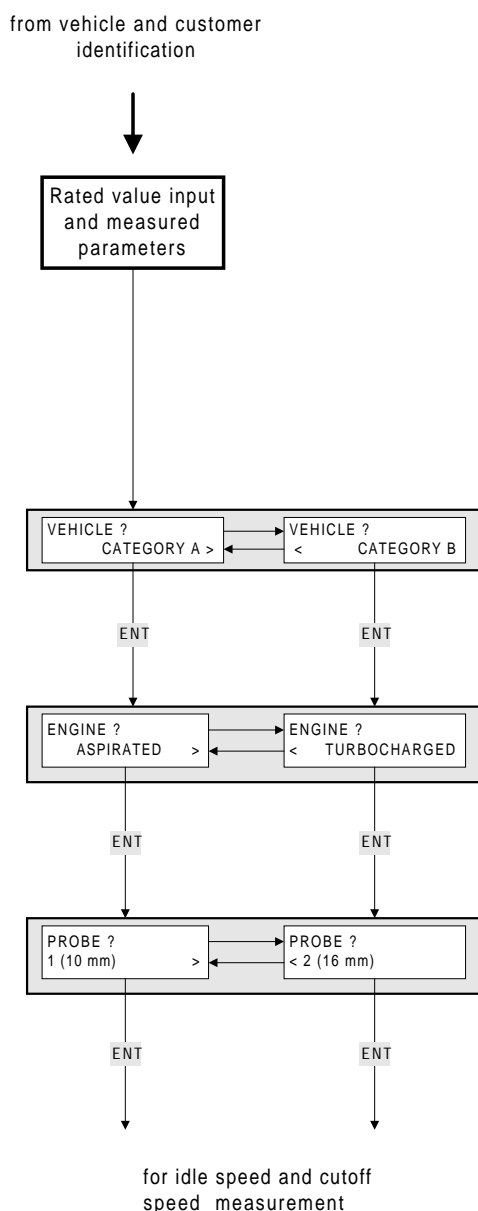 from vehicle and customer
identification
Rated value input
and measured
parameters
VEHICLE ?
CATEGORY A >
VEHICLE ?
< CATEGORY B
ENT
ENT
ENGINE ?
ASPIRATED >
ENGINE ?
< TURBOCHARGED
ENT
ENT
PROBE ?
1 (10 mm) >
PROBE ?
< 2 (16 mm)
ENT
ENT
for idle speed and cutoff
speed measurement